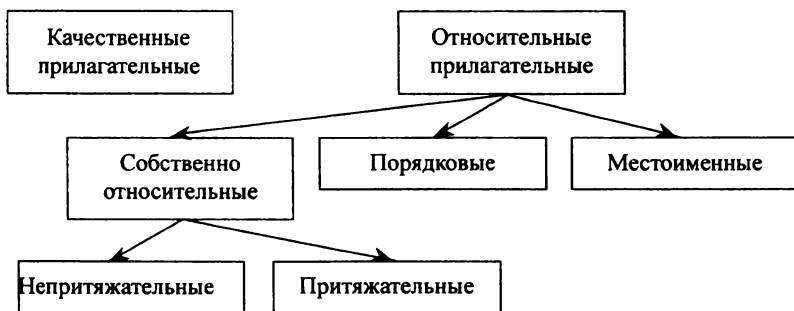 Качественные
прилагательные
Относительные
прилагательные
Собственно
относительные
Порядковые
Местоименные
Непритяжательные
Притяжательные